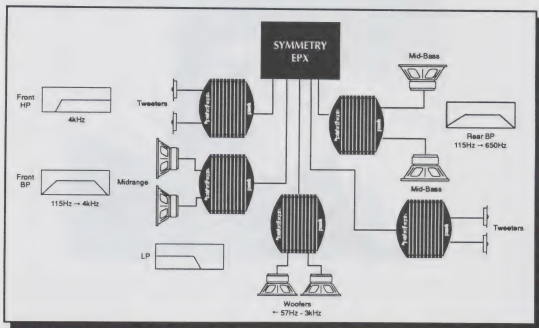 SYMMETRY
EPX
Mid-Bass
Front
HP
4kHz
Tweeters
Rear BP
115Hz → 650Hz
Front
BP
115Hz → 4kHz
Midrange
Mid-Bass
Tweeters
LP
Woofers
← 57Hz - 3kHz